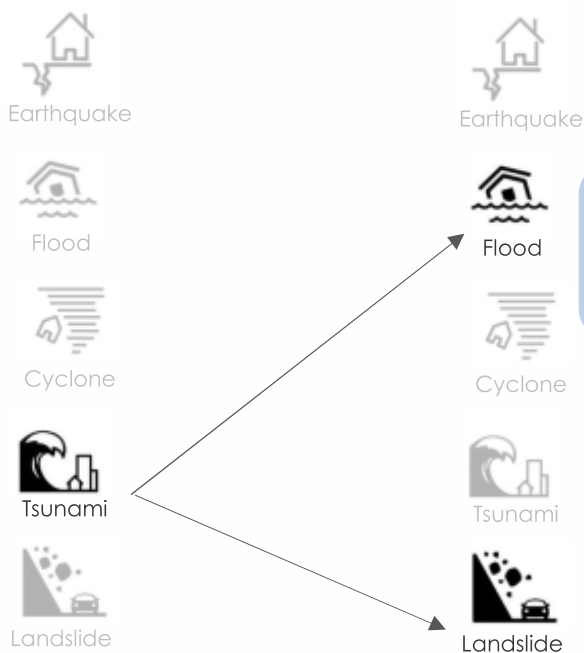 Earthquake
Earthquake
Flood
Flood
Cyclone
Cyclone
Tsunami
Tsunami
Landslide
Landslide